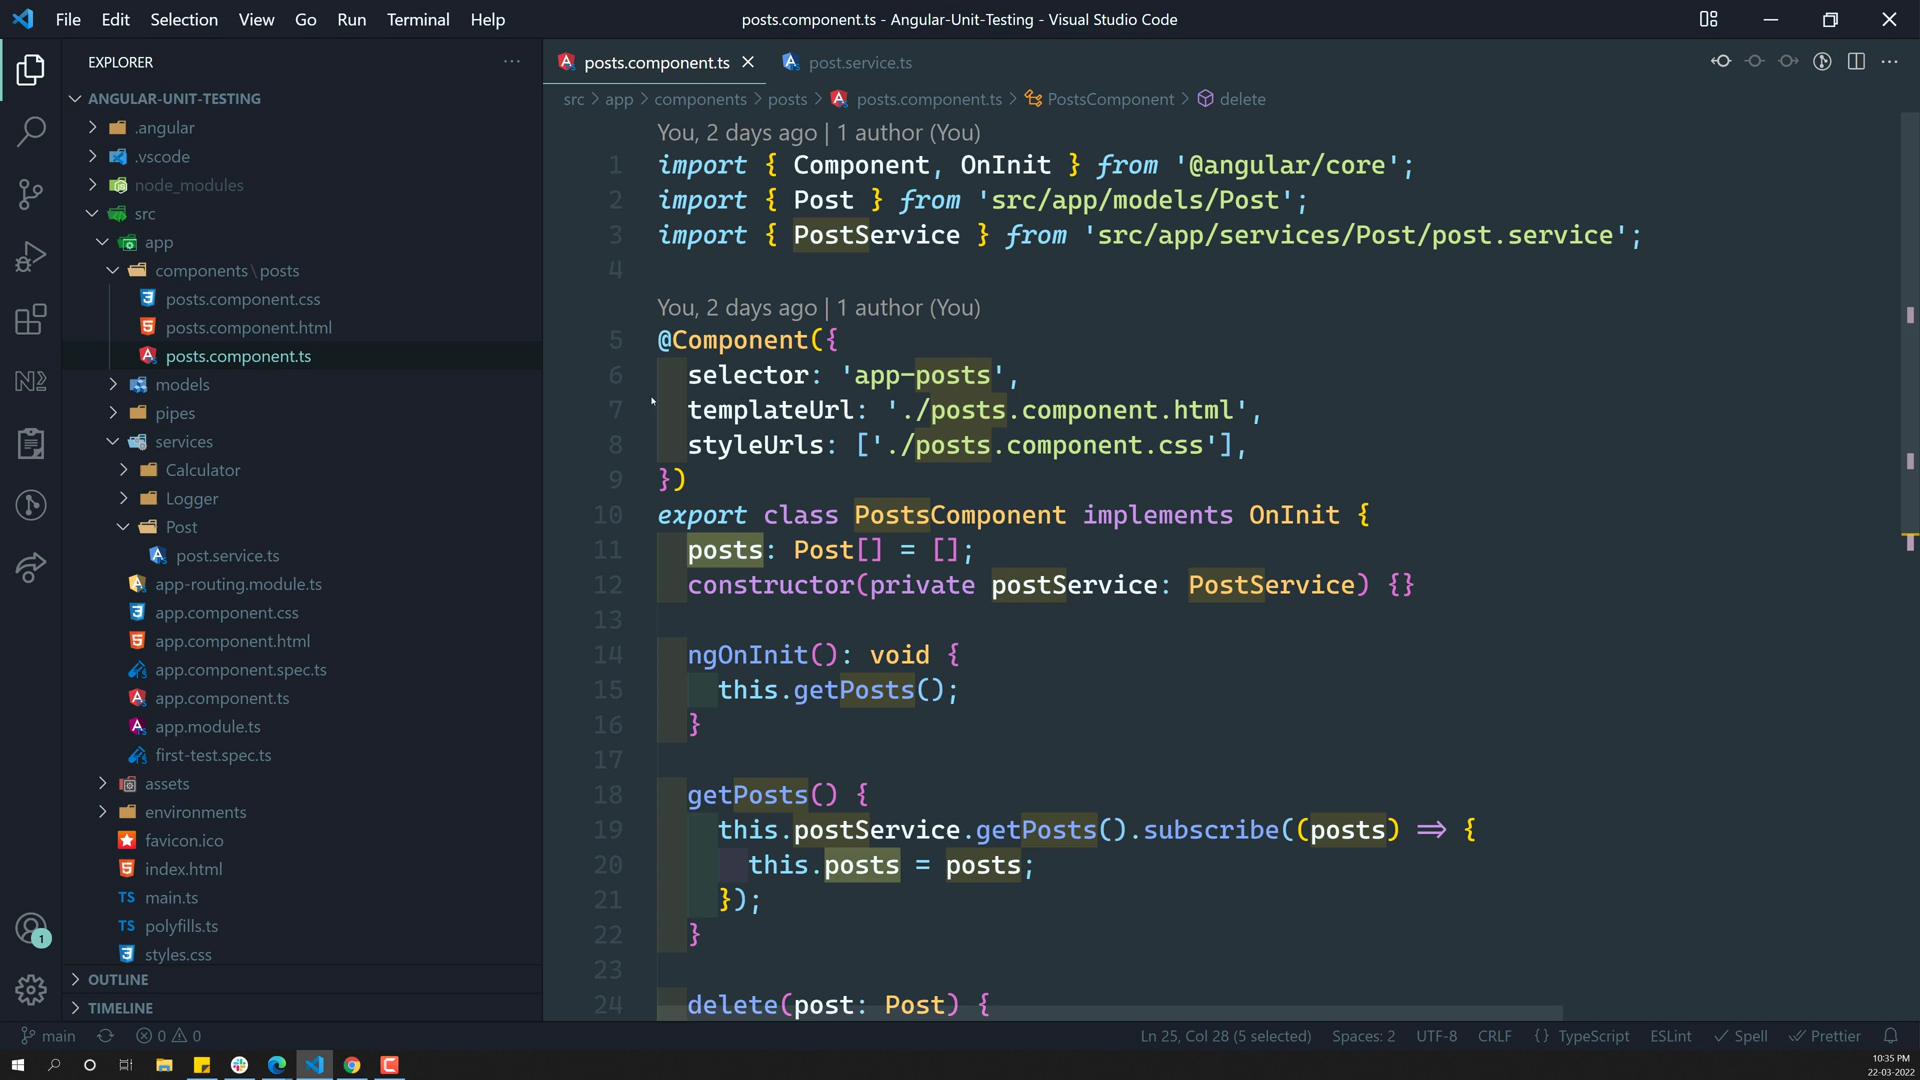 File Edit Selection View Go Run Terminal Help
posts.component.ts - Angular-Unit-Testing - Visual Studio Code
EXPLORER
ANGULAR-UNIT-TESTING
.angular
.vscode
node_modules
src
app
components\posts
posts.component.css
posts.component.html
posts.component.ts
models
pipes
services
Calculator
Logger
Post
post.service.ts
app-routing.module.ts
app.component.css
app.component.html
app.component.spec.ts
app.component.ts
app.module.ts
first-test.spec.ts
assets
environments
favicon.ico
index.html
TS main.ts
TS polyfills.ts
styles.css
OUTLINE
TIMELINE
posts.component.ts post.service.ts
src > app > components > posts > posts.component.ts > PostsComponent > delete
You, 2 days ago | 1 author (You)
1 import { Component, OnInit } from '@angular/core';
2 import { Post } from 'src/app/models/Post';
3 import { PostService } from 'src/app/services/Post/post.service';
4
You, 2 days ago | 1 author (You)
5 @Component({
6 selector: 'app-posts',
7 templateUrl: './posts.component.html',
8 styleUrls: ['./posts.component.css'],
9 })
10 export class PostsComponent implements OnInit {
11 posts: Post[] = [];
12 constructor(private postService: PostService) {}
13
14 ngOnInit(): void {
15 this.getPosts();
16 }
17
18 getPosts() {
19 this.postService.getPosts().subscribe((posts) => {
20 this.posts = posts;
21 });
22 }
23
24 delete(post: Post) {
1
main 0 0
Ln 25, Col 28 (5 selected) Spaces: 2 UTF-8 CRLF {} TypeScript ESLint Spell Prettier
10:35 PM
22-03-2022